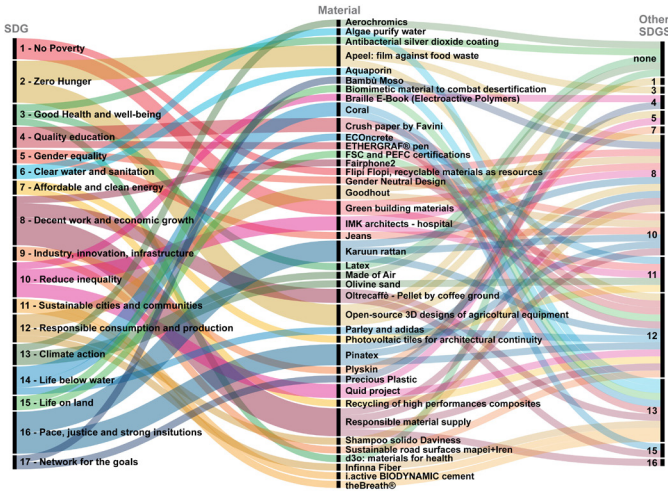 SDG
1 - No Poverty
2 - Zero Hunger
3 - Good Health and well-being
4 - Quality education
5 - Gender equality
6 - Clear water and sanitation
7 - Affordable and clean energy
8 - Decent work and economic growth
9 - Industry, innovation, infrastructure
10 - Reduce inequality
11 - Sustainable cities and communities
12 - Responsible consumption and production
13 - Climate action
14 - Life below water
15 - Life on land
16 - Pace, justice and strong insitutions
17 - Network for the goals
Material
Aerochromics
Algae purify water
Antibacterial silver dioxide coating
Apeel: film against food waste
Aquaporin
Bambù Moso
Biomimetic material to combat desertification
Braille E-Book (Electroactive Polymers)
Coral
Crush paper by Favini
ECOncrete
ETHERGRAF® pen
FSC and PEFC certifications
Fairphone2
Flipi Flopi, recyclable materials as resources
Gender Neutral Design
Goodhout
Green building materials
IMK architects - hospital
Jeans
Karuun rattan
Latex
Made of Air
Olivine sand
Oltrecaffè - Pellet by coffee ground
Open-source 3D designs of agricoltural equipment
Parley and adidas
Photovoltaic tiles for architectural continuity
Pinatex
Plyskin
Precious Plastic
Quid project
Recycling of high performances composites
Responsible material supply
Shampoo solido Daviness
Sustainable road surfaces mapei+Iren
d3o: materials for health
Infinna Fiber
i.active BIODYNAMIC cement
theBreath®
Other
SDGS
none
1
3
4
5
7
8
10
11
12
13
15
16